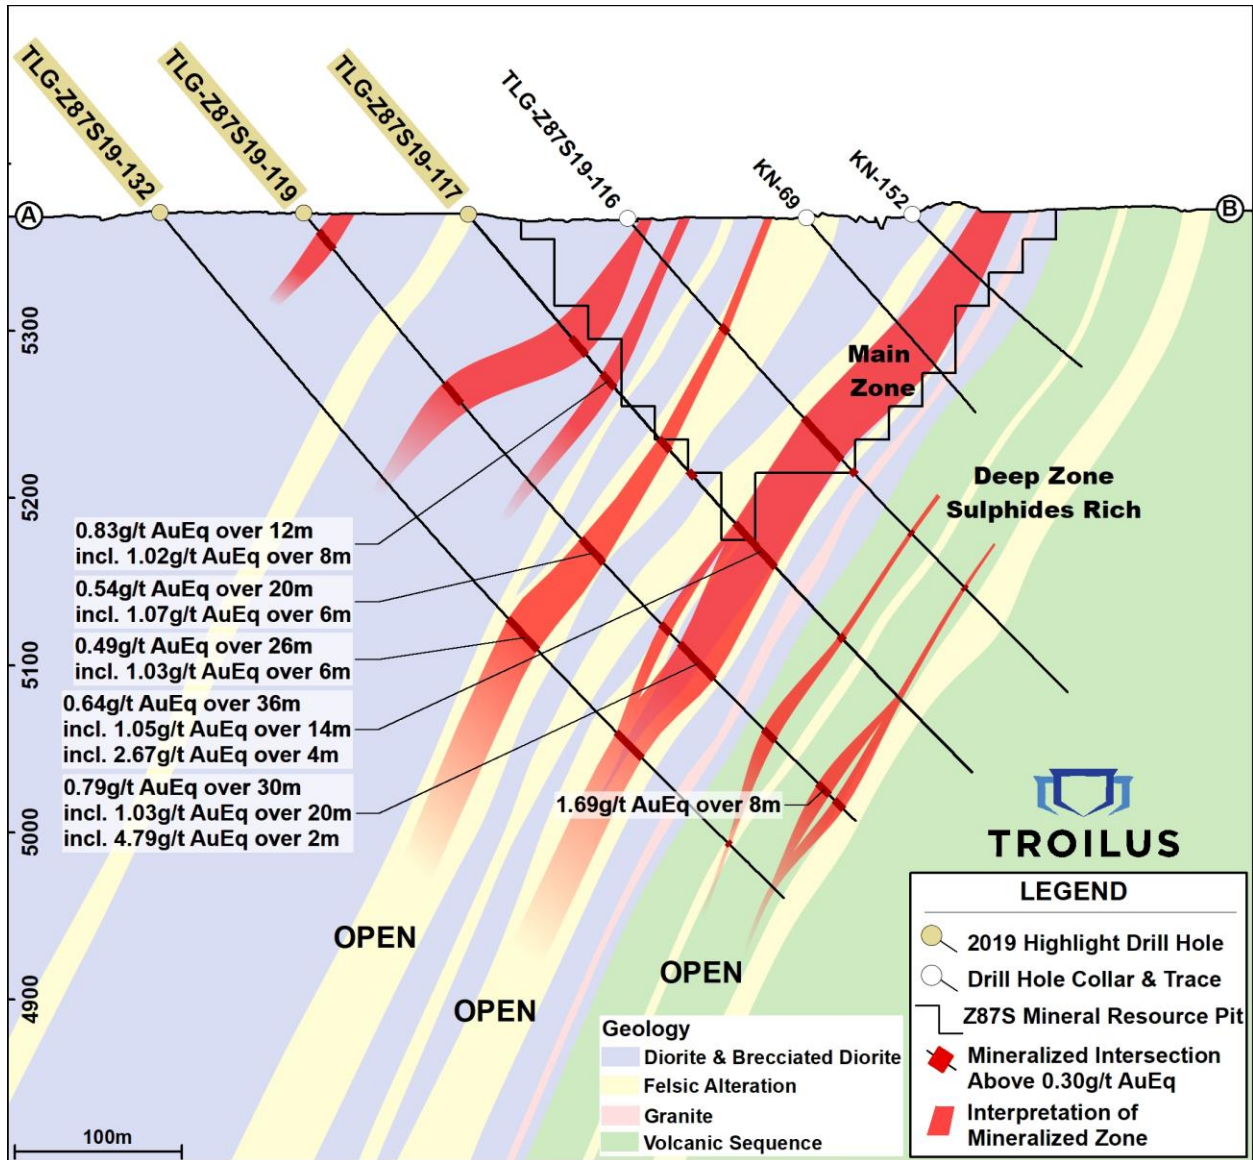 TLG-Z87S19-132
TLG-Z87S19-119
TLG-Z87S19-117
TLG-Z87S19-116
KN-69
KN-152
A
B
5300
5200
5100
5000
4900
Main
Zone
Deep Zone
Sulphides Rich
0.83g/t AuEq over 12m
incl. 1.02g/t AuEq over 8m
0.54g/t AuEq over 20m
incl. 1.07g/t AuEq over 6m
0.49g/t AuEq over 26m
incl. 1.03g/t AuEq over 6m
0.64g/t AuEq over 36m
incl. 1.05g/t AuEq over 14m
incl. 2.67g/t AuEq over 4m
0.79g/t AuEq over 30m
incl. 1.03g/t AuEq over 20m
incl. 4.79g/t AuEq over 2m
1.69g/t AuEq over 8m
OPEN
OPEN
OPEN
TROILUS
LEGEND
2019 Highlight Drill Hole
Drill Hole Collar & Trace
Z87S Mineral Resource Pit
Mineralized Intersection
Above 0.30g/t AuEq
Interpretation of
Mineralized Zone
Geology
Diorite & Brecciated Diorite
Felsic Alteration
Granite
Volcanic Sequence
100m